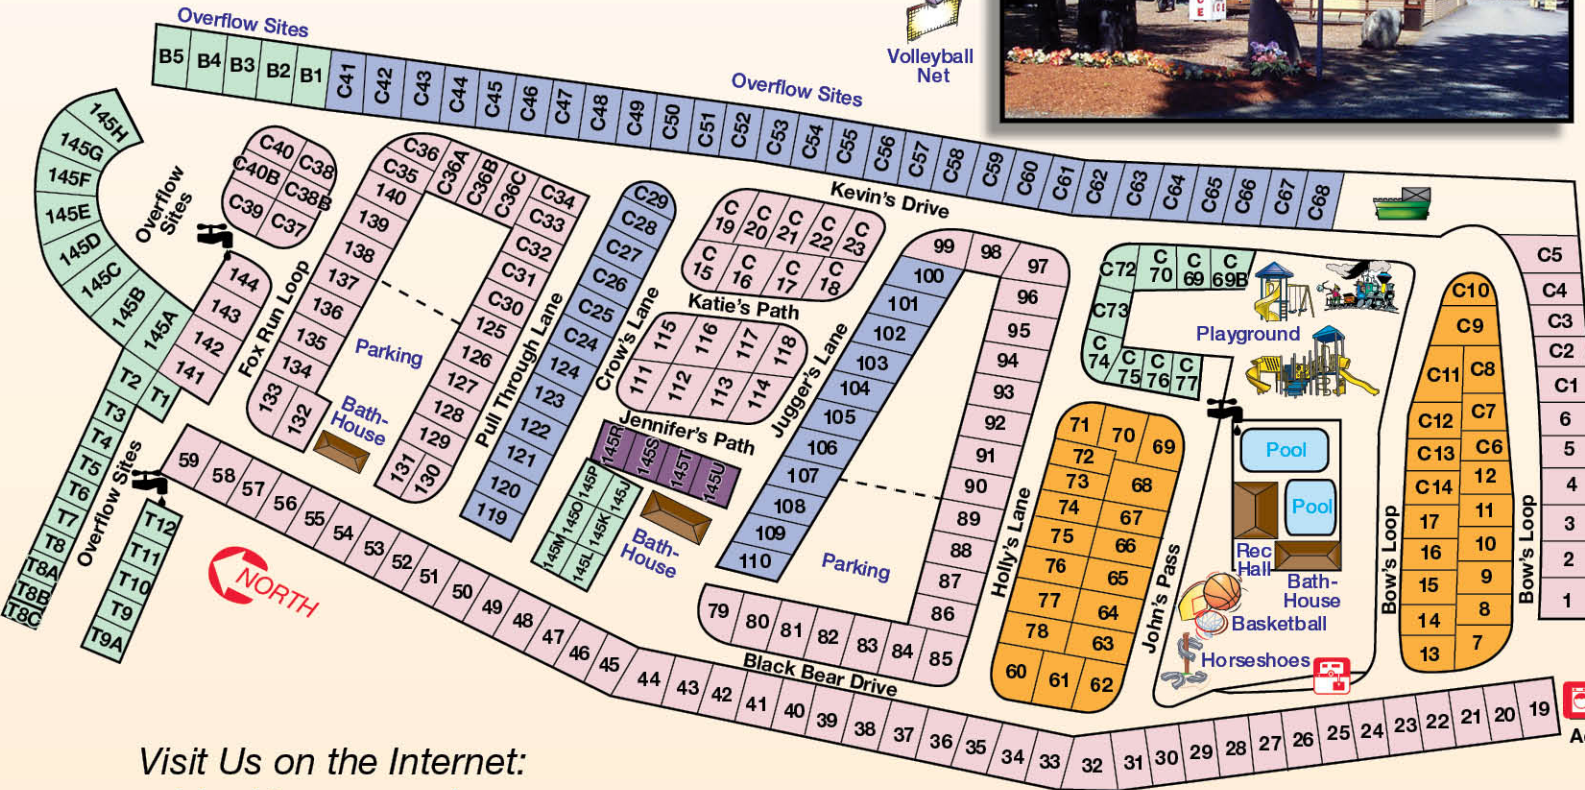 Overflow Sites
B5 B4 B3 B2 B1 C41 C42 C43 C44 C45 C46 C47 C48 C49 C50 C51 C52 C53 C54 C55 C56 C57 C58 C59 C60 C61 C62 C63 C64 C65 C66 C67 C68
Overflow Sites
Volleyball
Net
ICE
145H
145G
145F
145E
145D
145C
145B
145A
Overflow
Sites
C40 C38
C40B C38B
C39 C37
144
143
142
141
Fox Run Loop
C36 C36A C36B C36C C34
C35 C33
140 C32
139 C31
138 C30
137 125
136 126
135 127
134 128
133 132 129
131 130
Parking
Bath-
House
Pull Through Lane
C29
C28
C27
C26
C25
C24
124
123
122
121
120
119
Crow's Lane
Kevin's Drive
C19 C20 C21 C22 C23
C15 C16 C17 C18
Katie's Path
115 116 117 118
111 112 113 114
Jennifer's Path
145R 145S 145T 145U
145P 145J
145O 145K
145M 145L
Bath-
House
Jugger's Lane
99 98 97
100 96
101 95
102 94
103 93
104 92
105 91
106 90
107 89
108 88
109 87
110 86
Parking
79 80 81 82 83 84 85
Black Bear Drive
Holly's Lane
C72 C70 C69 C69B
C73
C74 C75 C76 C77
Playground
71 70 69
72 68
73 67
74 66
75 65
76 64
77 63
78
60 61 62
John's Pass
Pool
Pool
Rec
Hall
Bath-
House
Basketball
Horseshoes
Bow's Loop
C10
C9
C11 C8
C12 C7
C13 C6
C14 12
17 11
16 10
15 9
14 8
13 7
Bow's Loop
C5
C4
C3
C2
C1
6
5
4
3
2
1
T2 T1
T3
T4
T5
T6
T7
T8
T8A
T8B
T8C
Overflow Sites
T12
T11
T10
T9
T9A
NORTH
59 58 57 56 55 54 53 52 51 50 49 48 47 46 45 44 43 42 41 40 39 38 37 36 35 34 33 32 31 30 29 28 27 26 25 24 23 22 21 20 19
Visit Us on the Internet: